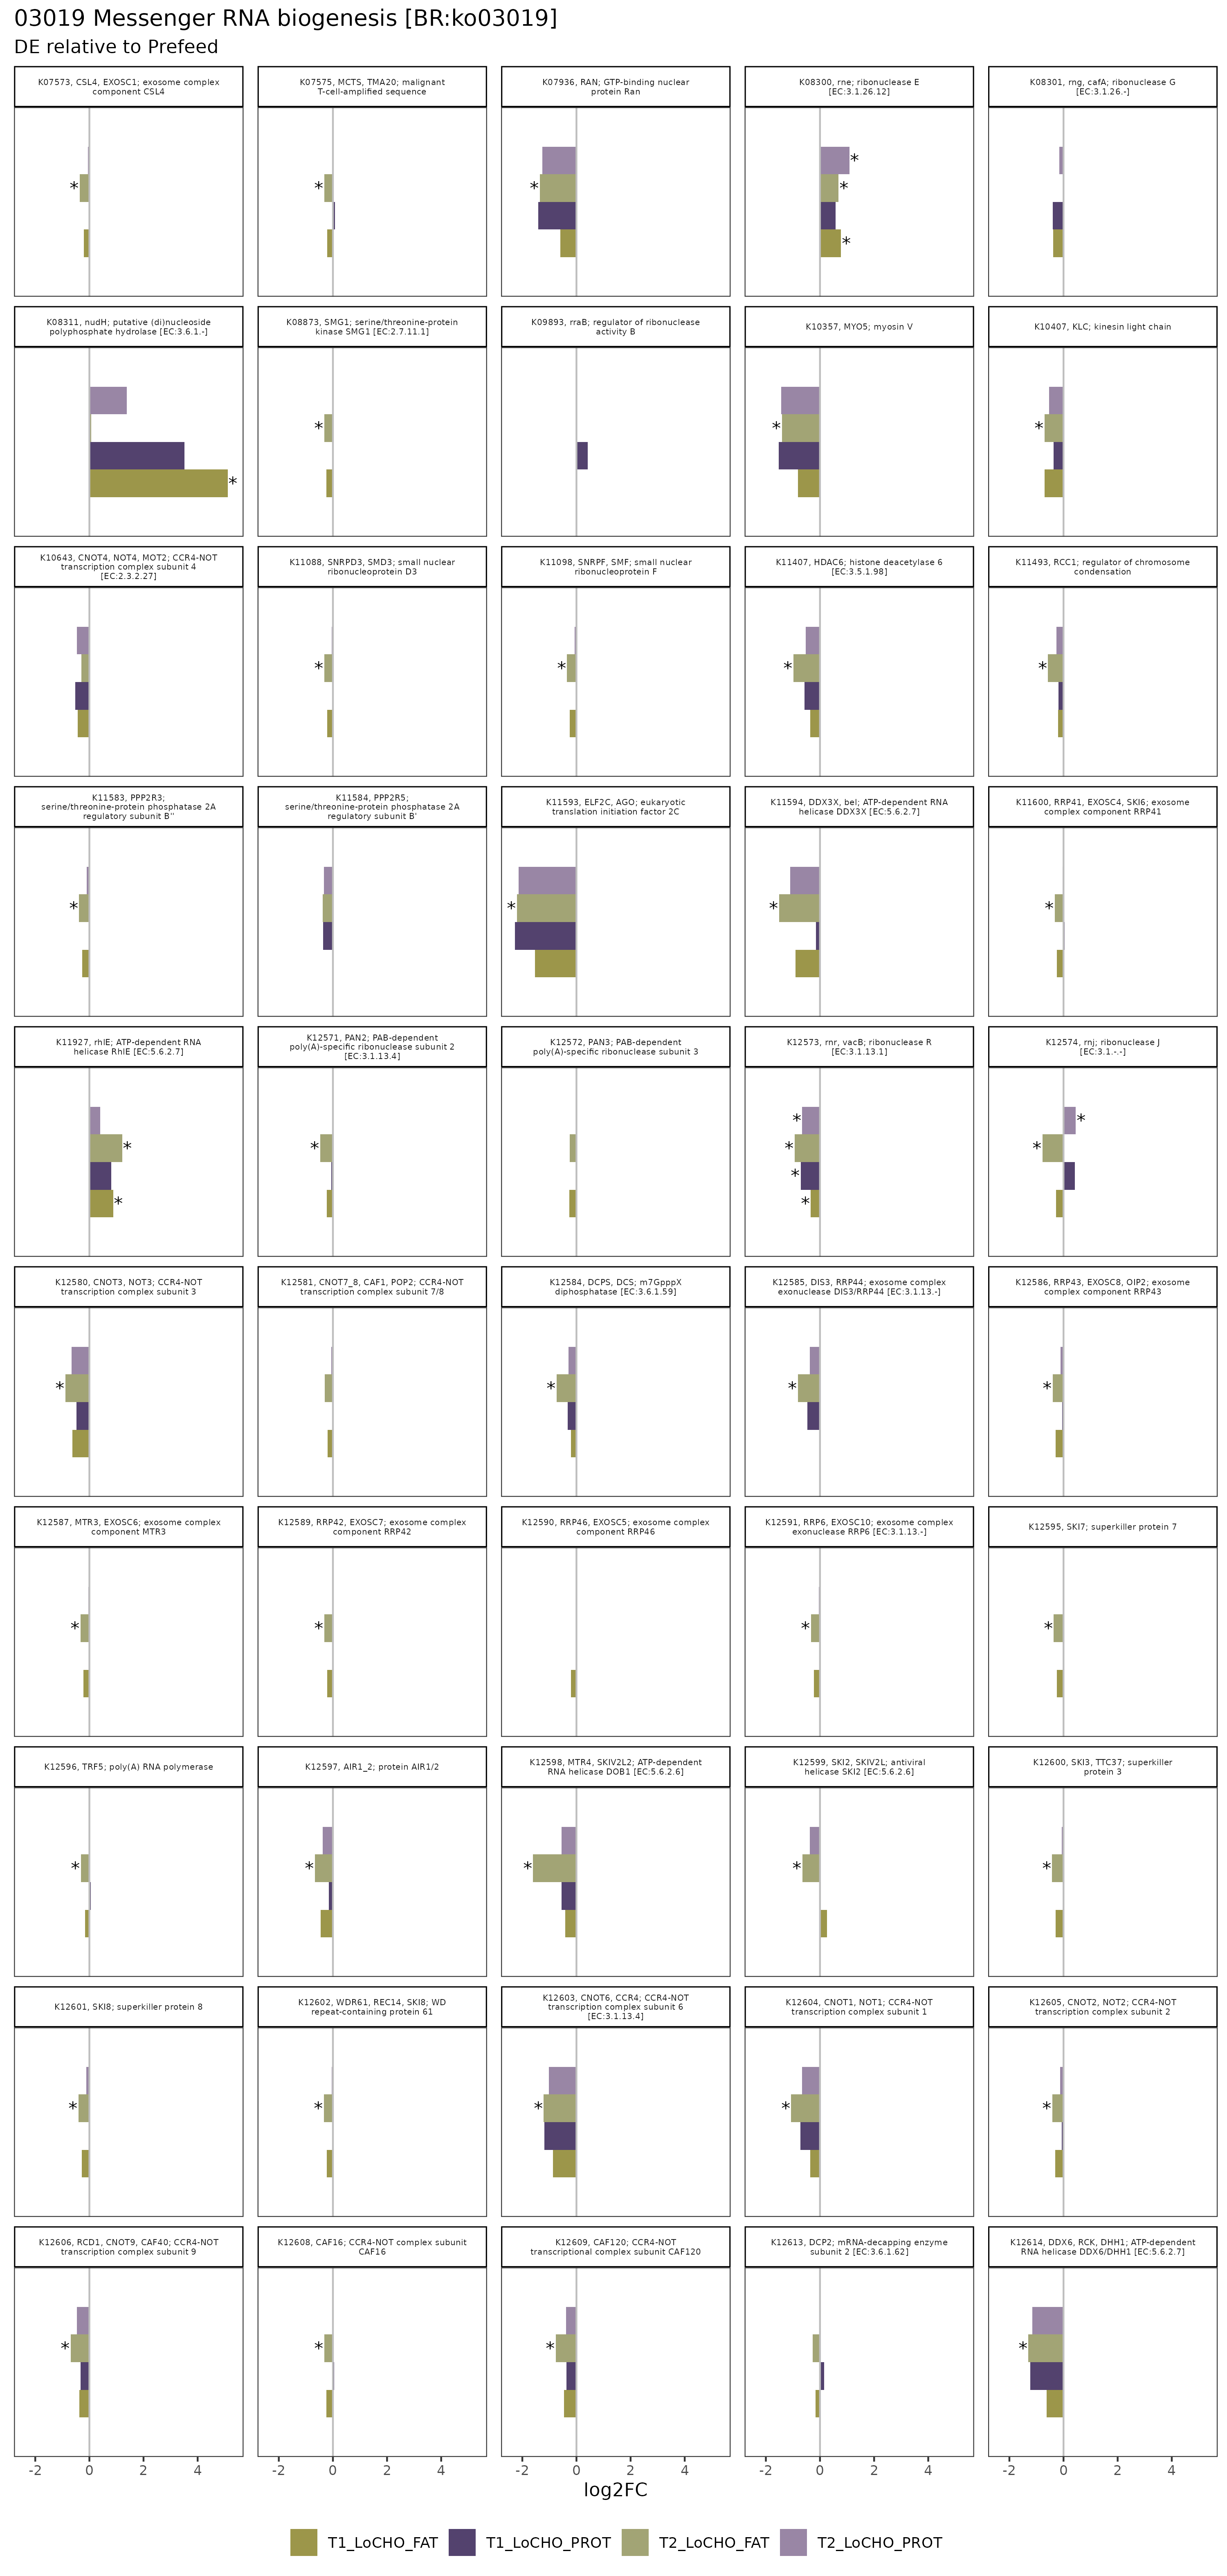 03019 Messenger RNA biogenesis [BR:ko03019]
DE relative to Prefeed
K07573, CSL4, EXOSC1; exosome complex
component CSL4
K07575, MCTS, TMA20; malignant
T-cell-amplified sequence
K07936, RAN; GTP-binding nuclear
protein Ran
K08300, rne; ribonuclease E
[EC:3.1.26.12]
K08301, rng, cafA; ribonuclease G
[EC:3.1.26.-]
*
*
*
*
*
*
K08311, nudH; putative (di)nucleoside
polyphosphate hydrolase [EC:3.6.1.-]
K08873, SMG1; serine/threonine-protein
kinase SMG1 [EC:2.7.11.1]
K09893, rraB; regulator of ribonuclease
activity B
K10357, MYO5; myosin V
K10407, KLC; kinesin light chain
*
*
*
*
K10643, CNOT4, NOT4, MOT2; CCR4-NOT
transcription complex subunit 4
[EC:2.3.2.27]
K11088, SNRPD3, SMD3; small nuclear
ribonucleoprotein D3
K11098, SNRPF, SMF; small nuclear
ribonucleoprotein F
K11407, HDAC6; histone deacetylase 6
[EC:3.5.1.98]
K11493, RCC1; regulator of chromosome
condensation
*
*
*
*
K11583, PPP2R3;
serine/threonine-protein phosphatase 2A
regulatory subunit B''
K11584, PPP2R5;
serine/threonine-protein phosphatase 2A
regulatory subunit B'
K11593, ELF2C, AGO; eukaryotic
translation initiation factor 2C
K11594, DDX3X, bel; ATP-dependent RNA
helicase DDX3X [EC:5.6.2.7]
K11600, RRP41, EXOSC4, SKI6; exosome
complex component RRP41
*
*
*
*
K11927, rhlE; ATP-dependent RNA
helicase RhlE [EC:5.6.2.7]
K12571, PAN2; PAB-dependent
poly(A)-specific ribonuclease subunit 2
[EC:3.1.13.4]
K12572, PAN3; PAB-dependent
poly(A)-specific ribonuclease subunit 3
K12573, rnr, vacB; ribonuclease R
[EC:3.1.13.1]
K12574, rnj; ribonuclease J
[EC:3.1.-.-]
*
*
*
*
*
*
*
*
*
K12580, CNOT3, NOT3; CCR4-NOT
transcription complex subunit 3
K12581, CNOT7_8, CAF1, POP2; CCR4-NOT
transcription complex subunit 7/8
K12584, DCPS, DCS; m7GpppX
diphosphatase [EC:3.6.1.59]
K12585, DIS3, RRP44; exosome complex
exonuclease DIS3/RRP44 [EC:3.1.13.-]
K12586, RRP43, EXOSC8, OIP2; exosome
complex component RRP43
*
*
*
*
K12587, MTR3, EXOSC6; exosome complex
component MTR3
K12589, RRP42, EXOSC7; exosome complex
component RRP42
K12590, RRP46, EXOSC5; exosome complex
component RRP46
K12591, RRP6, EXOSC10; exosome complex
exonuclease RRP6 [EC:3.1.13.-]
K12595, SKI7; superkiller protein 7
*
*
*
*
K12596, TRF5; poly(A) RNA polymerase
K12597, AIR1_2; protein AIR1/2
K12598, MTR4, SKIV2L2; ATP-dependent
RNA helicase DOB1 [EC:5.6.2.6]
K12599, SKI2, SKIV2L; antiviral
helicase SKI2 [EC:5.6.2.6]
K12600, SKI3, TTC37; superkiller
protein 3
*
*
*
*
*
K12601, SKI8; superkiller protein 8
K12602, WDR61, REC14, SKI8; WD
repeat-containing protein 61
K12603, CNOT6, CCR4; CCR4-NOT
transcription complex subunit 6
[EC:3.1.13.4]
K12604, CNOT1, NOT1; CCR4-NOT
transcription complex subunit 1
K12605, CNOT2, NOT2; CCR4-NOT
transcription complex subunit 2
*
*
*
*
*
K12606, RCD1, CNOT9, CAF40; CCR4-NOT
transcription complex subunit 9
K12608, CAF16; CCR4-NOT complex subunit
CAF16
K12609, CAF120; CCR4-NOT
transcriptional complex subunit CAF120
K12613, DCP2; mRNA-decapping enzyme
subunit 2 [EC:3.6.1.62]
K12614, DDX6, RCK, DHH1; ATP-dependent
RNA helicase DDX6/DHH1 [EC:5.6.2.7]
*
*
*
*
-2 0 2 4 -2 0 2 4 -2 0 2 4 -2 0 2 4 -2 0 2 4
log2FC
T1_LoCHO_FAT T1_LoCHO_PROT T2_LoCHO_FAT T2_LoCHO_PROT